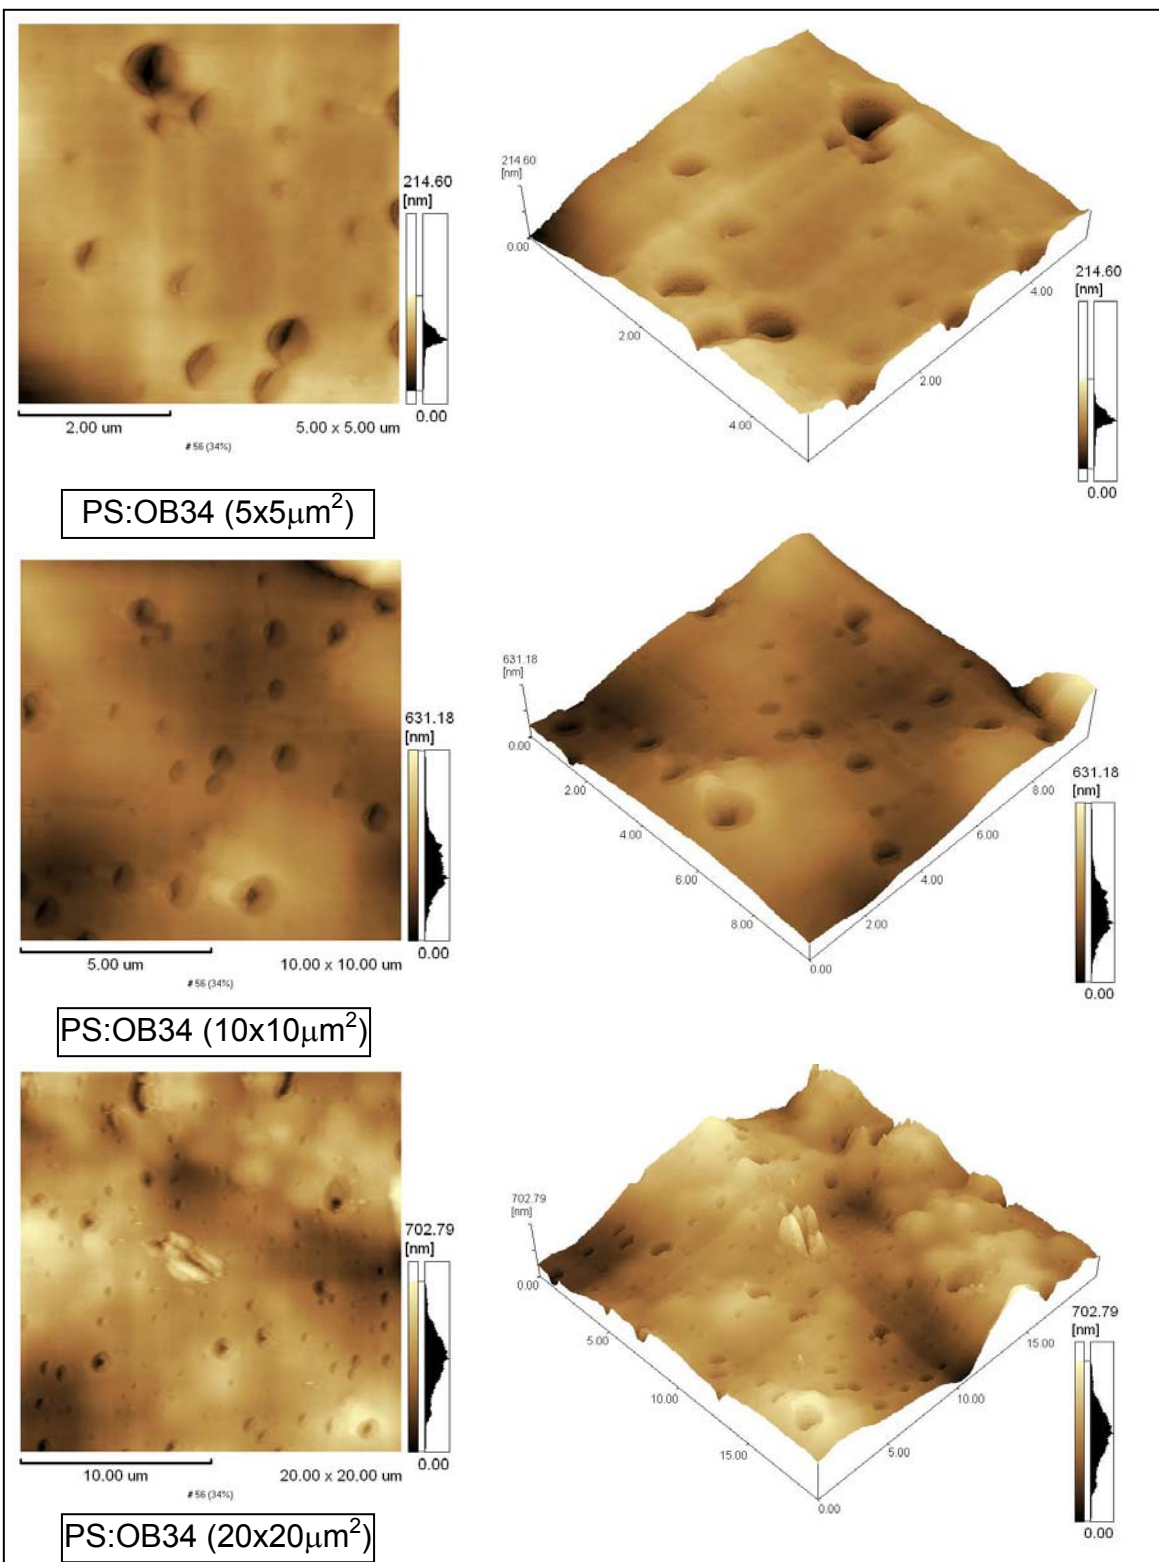 214.60
[nm]
0.00
2.00 um
5.00 x 5.00 um
# 56 (34%)
214.60
[nm]
0.00
2.00
4.00
2.00
4.00
214.60
[nm]
0.00
PS:OB34 (5x5μm²)
631.18
[nm]
0.00
5.00 um
10.00 x 10.00 um
# 56 (34%)
631.18
[nm]
0.00
2.00
4.00
6.00
8.00
0.00
2.00
4.00
6.00
8.00
631.18
[nm]
0.00
PS:OB34 (10x10μm²)
702.79
[nm]
0.00
10.00 um
20.00 x 20.00 um
# 56 (34%)
702.79
[nm]
0.00
5.00
10.00
15.00
0.00
5.00
10.00
15.00
702.79
[nm]
0.00
PS:OB34 (20x20μm²)